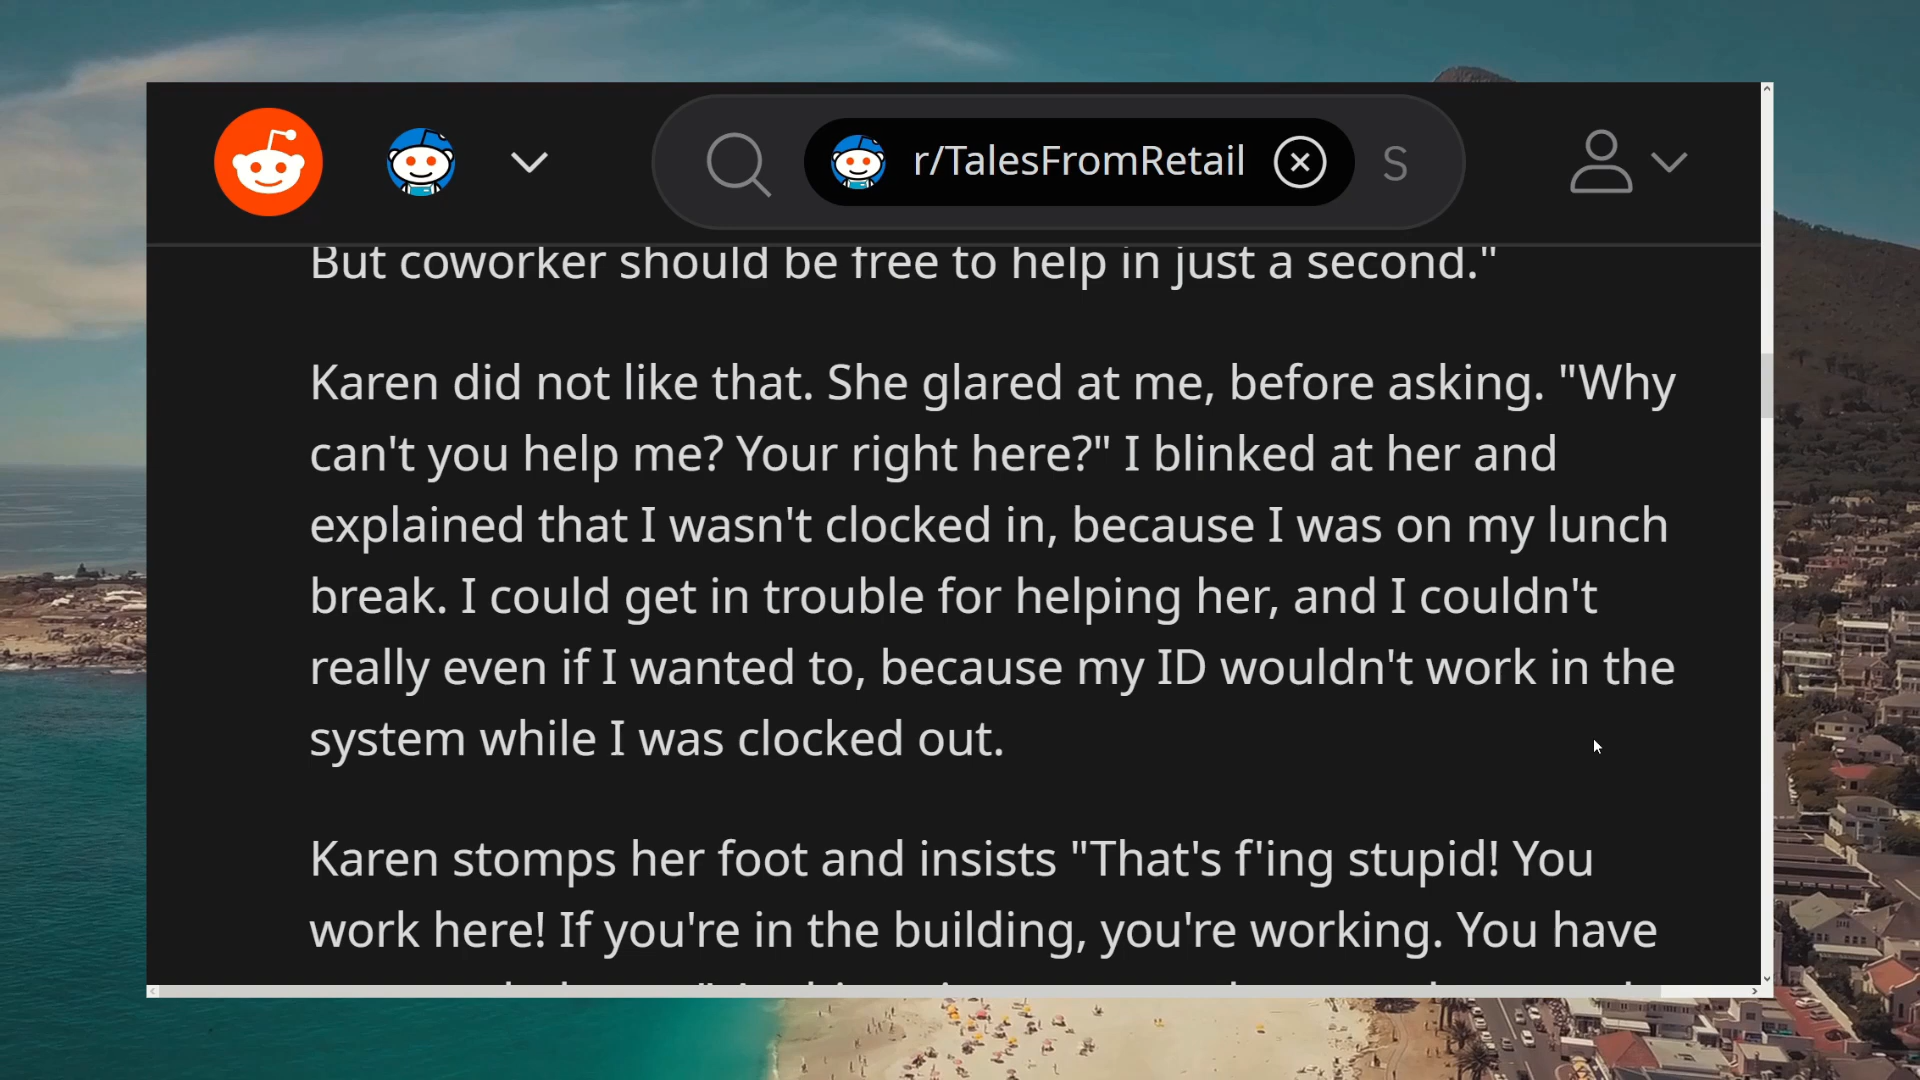 r/TalesFromRetail S
But coworker should be free to help in just a second."
Karen did not like that. She glared at me, before asking. "Why
can't you help me? Your right here?" I blinked at her and
explained that I wasn't clocked in, because I was on my lunch
break. I could get in trouble for helping her, and I couldn't
really even if I wanted to, because my ID wouldn't work in the
system while I was clocked out.
Karen stomps her foot and insists "That's f'ing stupid! You
work here! If you're in the building, you're working. You have